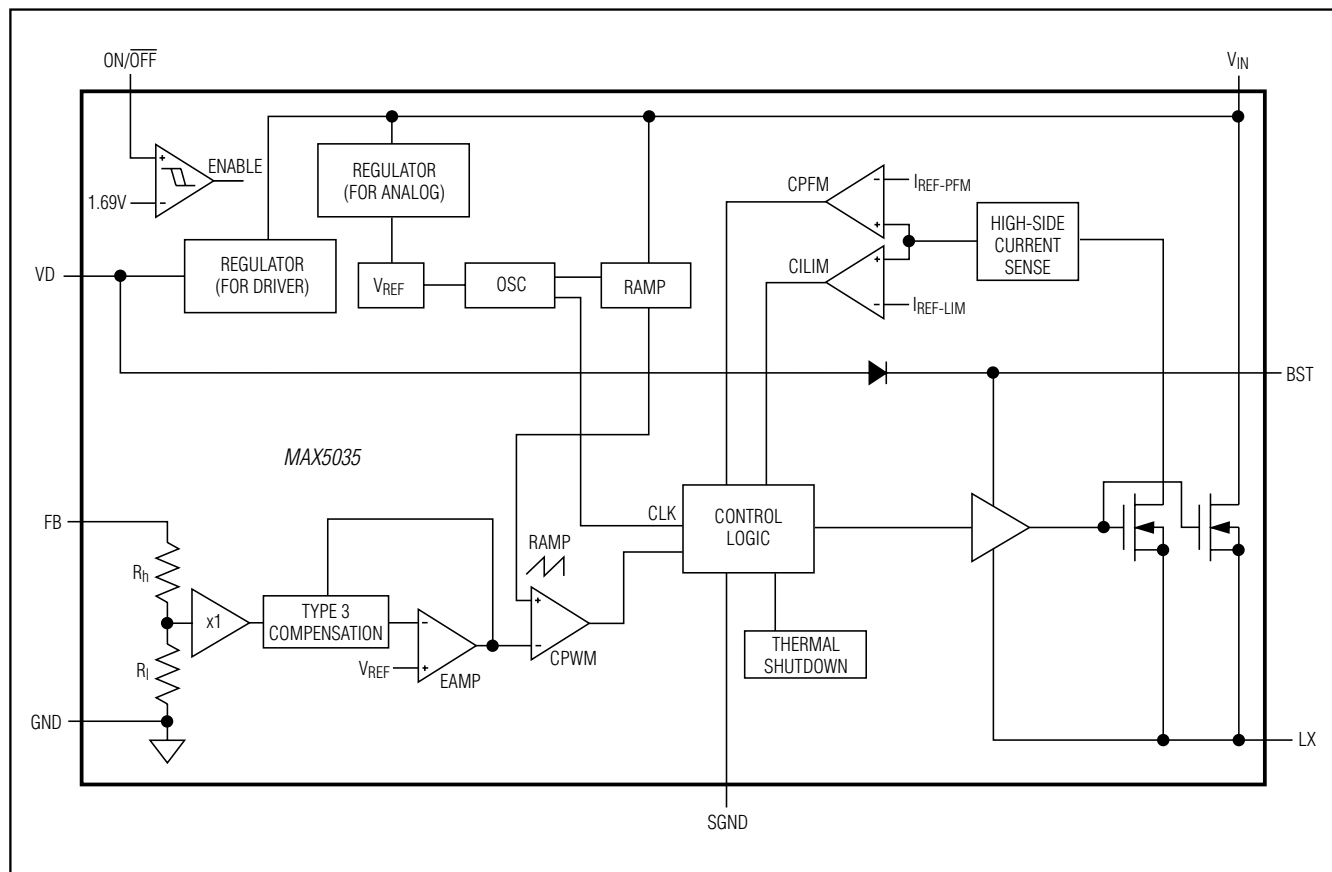 ON/OFF
VIN
ENABLE
1.69V
REGULATOR
(FOR ANALOG)
CPFM
IREF-PFM
HIGH-SIDE
CURRENT
SENSE
VD
REGULATOR
(FOR DRIVER)
VREF
OSC
RAMP
CILIM
IREF-LIM
BST
MAX5035
FB
CLK
CONTROL
LOGIC
RAMP
Rh
x1
TYPE 3
COMPENSATION
THERMAL
SHUTDOWN
CPWM
VREF
EAMP
Rl
GND
LX
SGND